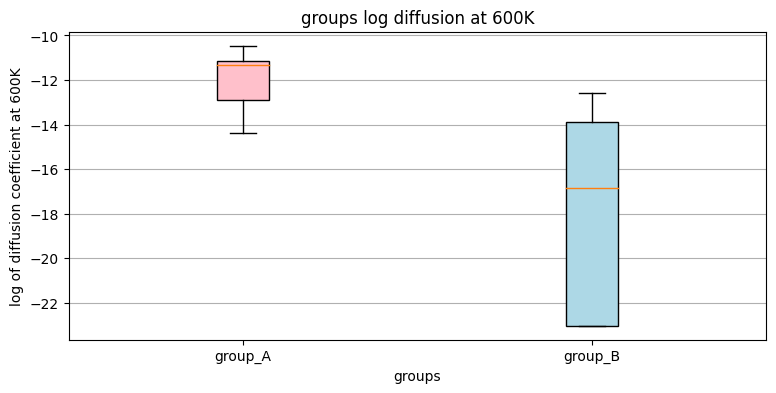 groups log diffusion at 600K
log of diffusion coefficient at 600K
−10
−12
−14
−16
−18
−20
−22
group_A
group_B
groups